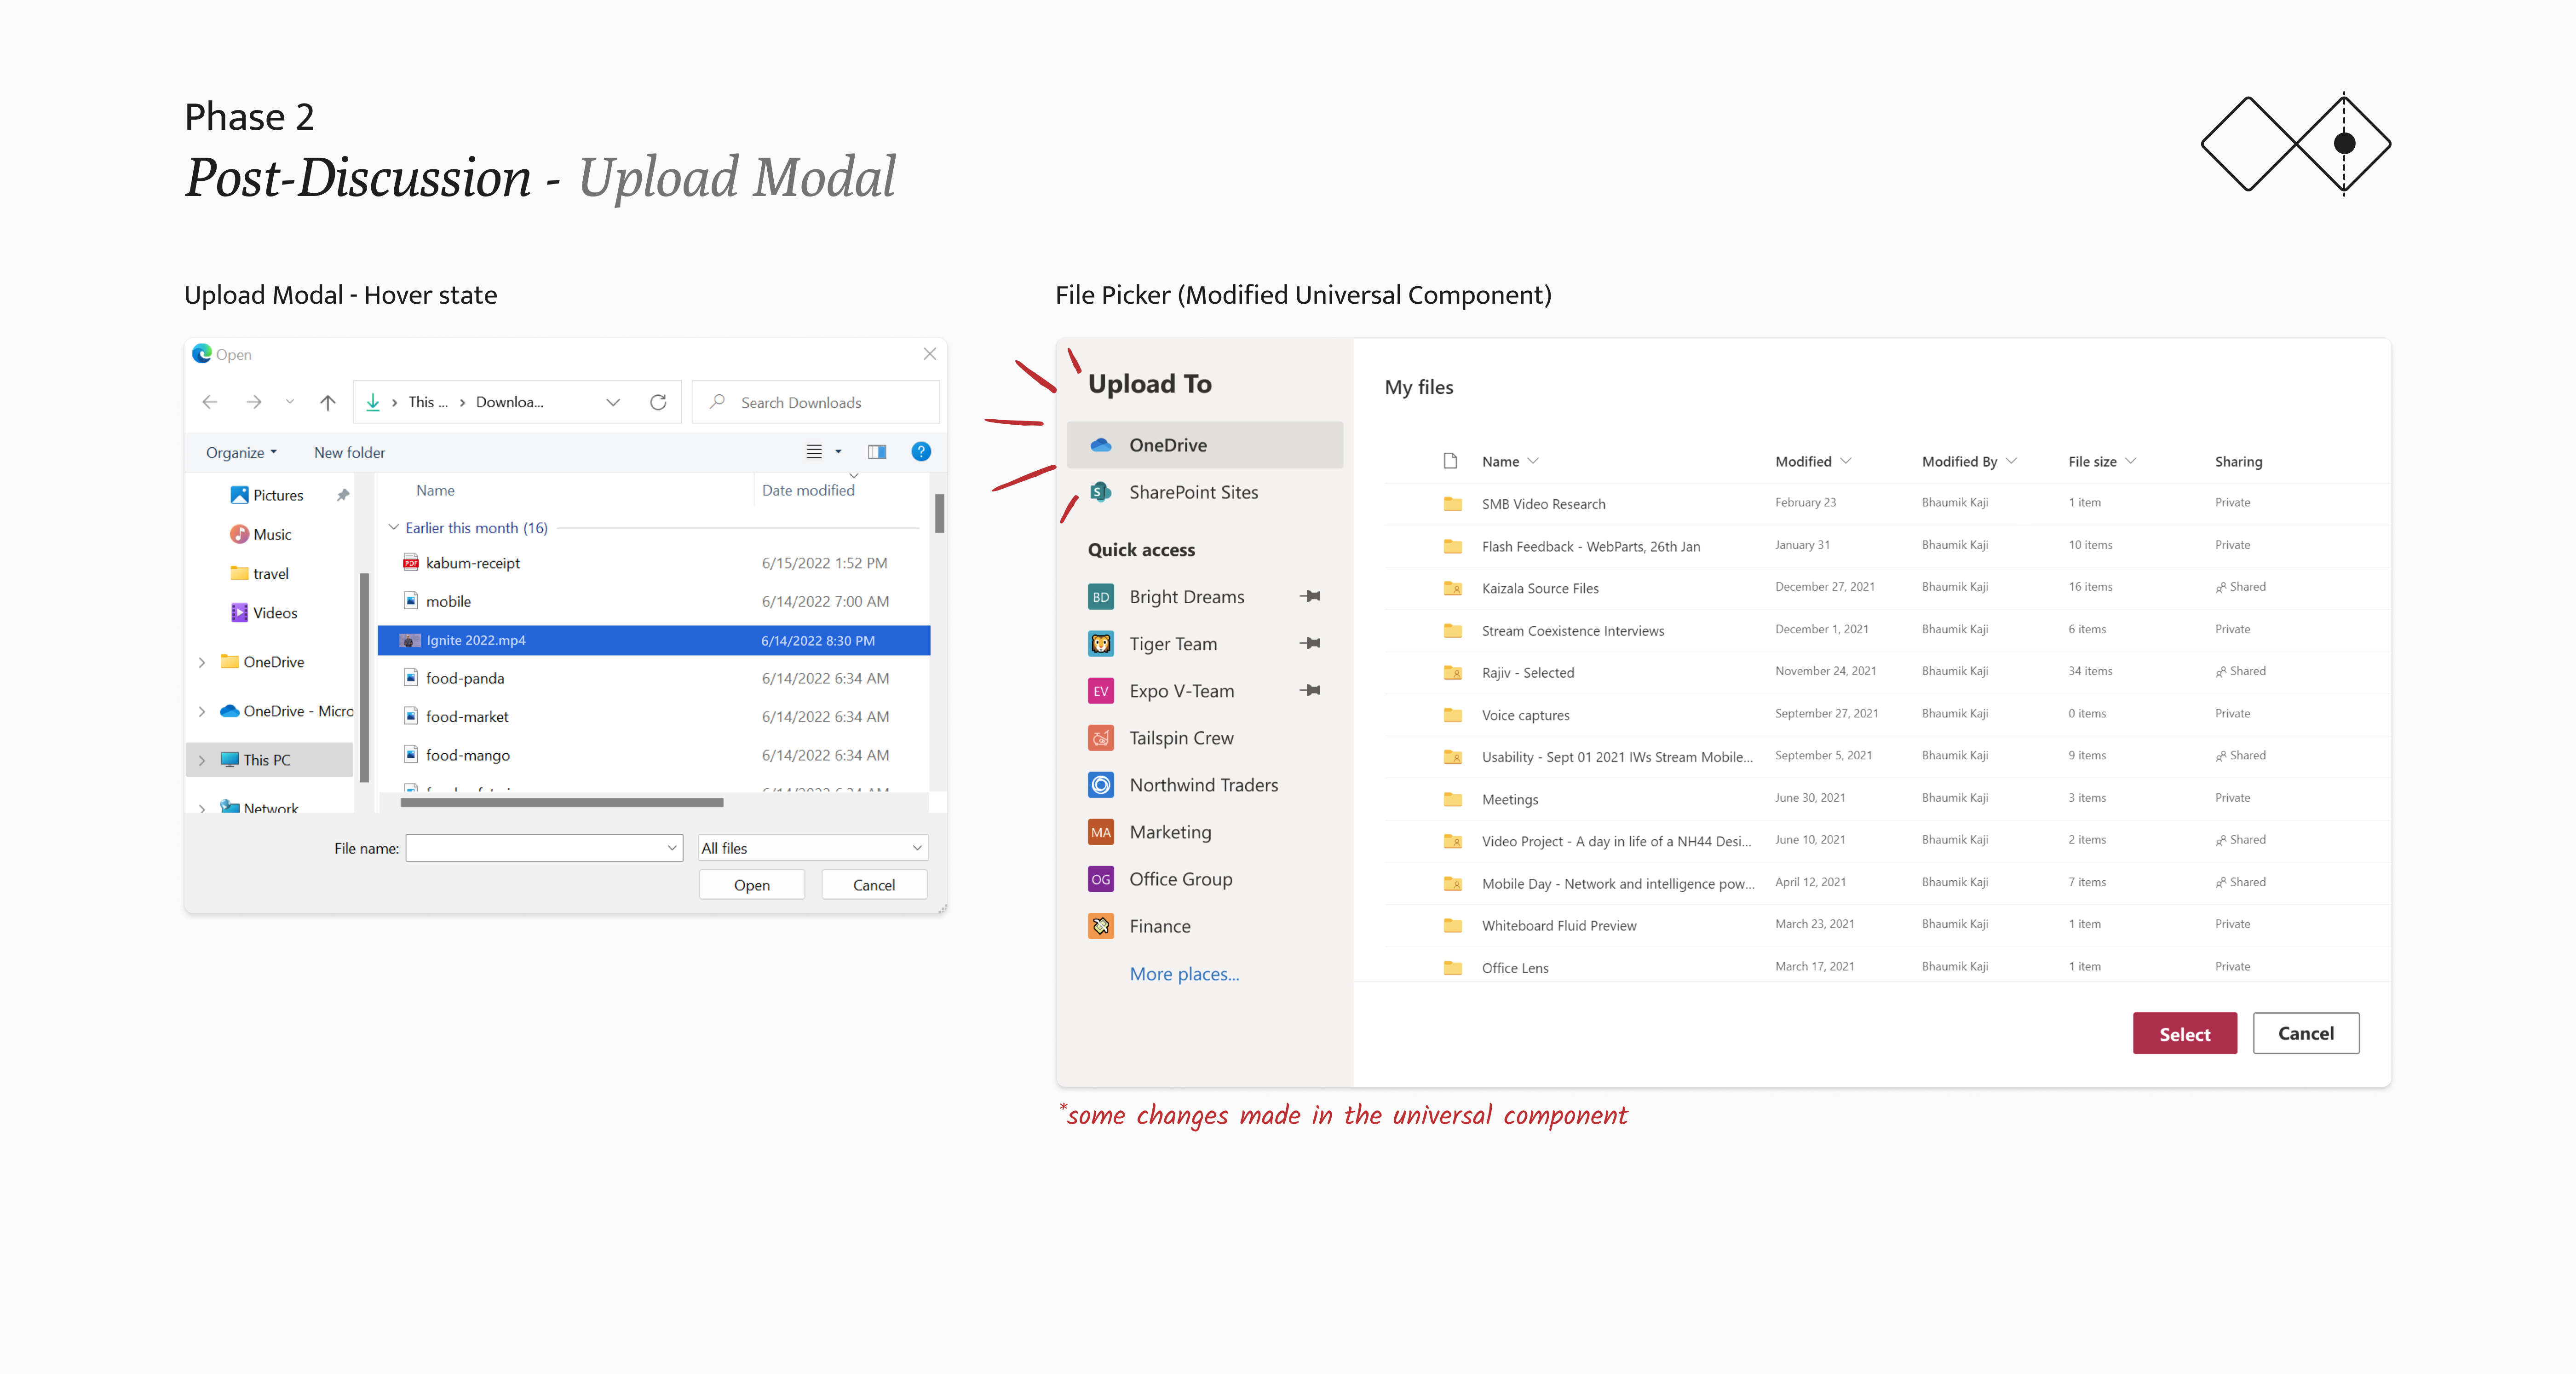 Phase 2
Post-Discussion - Upload Modal
Upload Modal - Hover state
Open
This ... > Downloa...
Search Downloads
Organize
New folder
?
Pictures
Music
travel
Videos
OneDrive
OneDrive - Micro
This PC
Network
Name
Date modified
Earlier this month (16)
PDF kabum-receipt 6/15/2022 1:52 PM
mobile 6/14/2022 7:00 AM
Ignite 2022.mp4 6/14/2022 8:30 PM
food-panda 6/14/2022 6:34 AM
food-market 6/14/2022 6:34 AM
food-mango 6/14/2022 6:34 AM
File name:
All files
Open
Cancel
File Picker (Modified Universal Component)
Upload To
OneDrive
S SharePoint Sites
Quick access
BD Bright Dreams
Tiger Team
EV Expo V-Team
Tailspin Crew
Northwind Traders
MA Marketing
OG Office Group
Finance
More places...
My files
Name Modified Modified By File size Sharing
SMB Video Research February 23 Bhaumik Kaji 1 item Private
Flash Feedback - WebParts, 26th Jan January 31 Bhaumik Kaji 10 items Private
Kaizala Source Files December 27, 2021 Bhaumik Kaji 16 items Shared
Stream Coexistence Interviews December 1, 2021 Bhaumik Kaji 6 items Private
Rajiv - Selected November 24, 2021 Bhaumik Kaji 34 items Shared
Voice captures September 27, 2021 Bhaumik Kaji 0 items Private
Usability - Sept 01 2021 IWs Stream Mobile... September 5, 2021 Bhaumik Kaji 9 items Shared
Meetings June 30, 2021 Bhaumik Kaji 3 items Private
Video Project - A day in life of a NH44 Desi... June 10, 2021 Bhaumik Kaji 2 items Shared
Mobile Day - Network and intelligence pow... April 12, 2021 Bhaumik Kaji 7 items Shared
Whiteboard Fluid Preview March 23, 2021 Bhaumik Kaji 1 item Private
Office Lens March 17, 2021 Bhaumik Kaji 1 item Private
Select
Cancel
*some changes made in the universal component